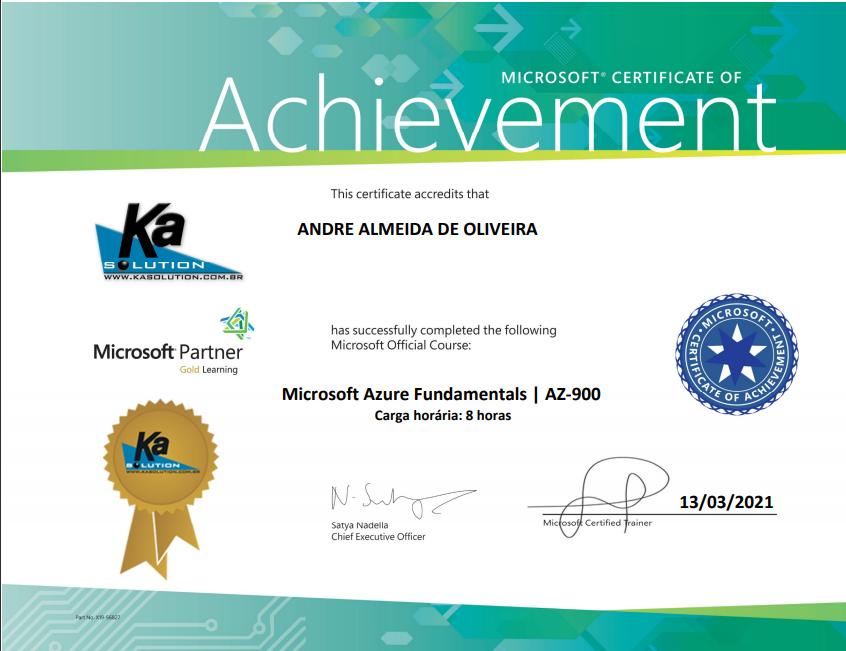 MICROSOFT® CERTIFICATE OF
Achievement
This certificate accredits that
ANDRE ALMEIDA DE OLIVEIRA
Ka
SOLUTION
WWW.KASOLUTION.COM.BR
has successfully completed the following
Microsoft Official Course:
Microsoft Partner
Gold Learning
MICROSOFT
CERTIFICATE OF ACHIEVEMENT
Microsoft Azure Fundamentals | AZ-900
Carga horária: 8 horas
Ka
SOLUTION
WWW.KASOLUTION.COM.BR
13/03/2021
Satya Nadella
Chief Executive Officer
Microsoft Certified Trainer
Part No. X19-96827